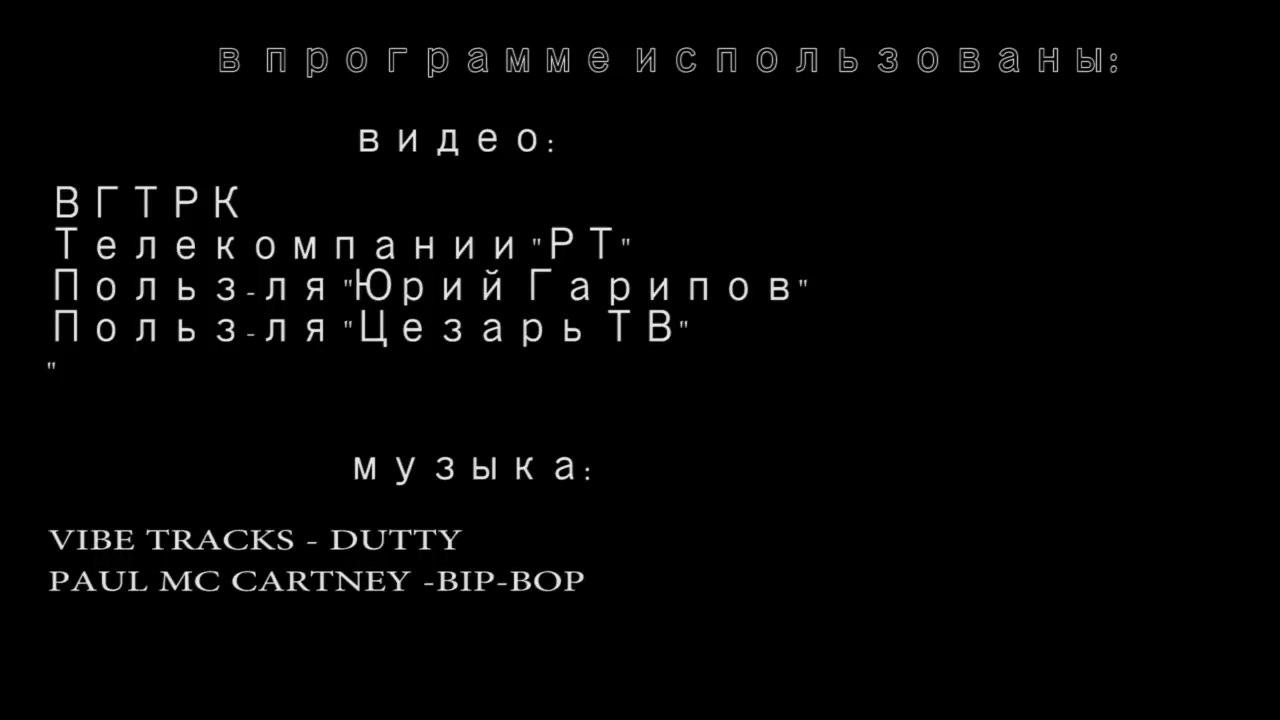 в программе использованы:
видео:
ВГТРК
Телекомпании "РТ"
Польз-ля "Юрий Гарипов"
Польз-ля "Цезарь ТВ"
"
музыка:
VIBE TRACKS - DUTTY
PAUL MC CARTNEY -BIP-BOP